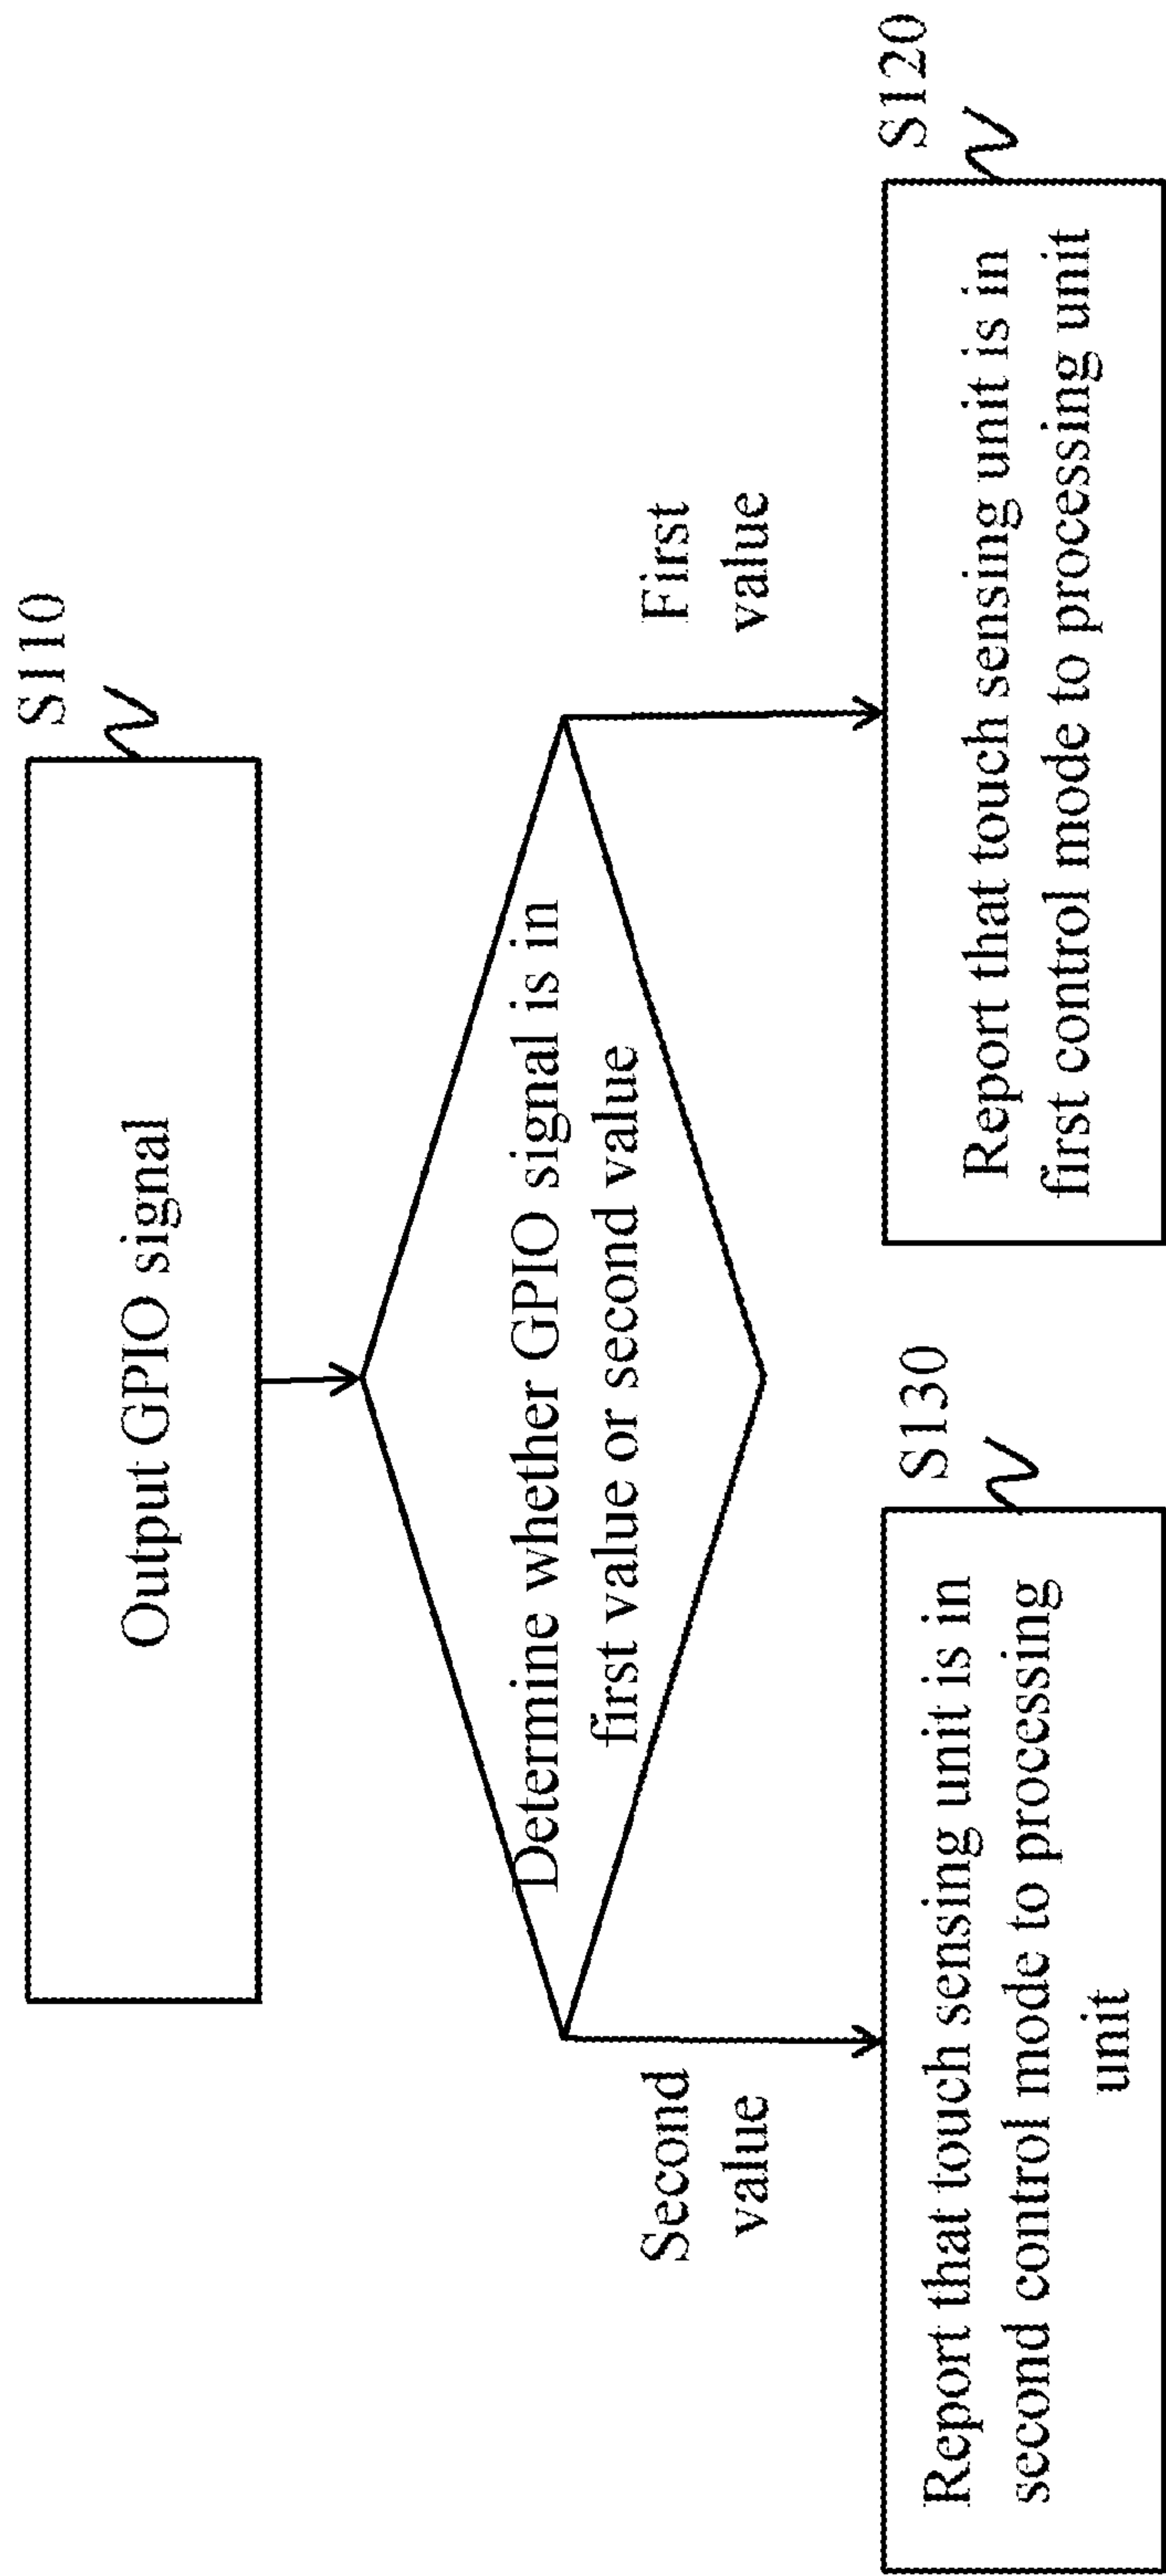 S110
Output GPIO signal
Determine whether GPIO signal is in
first value or second value
Second
value
First
value
S130
Report that touch sensing unit is in
second control mode to processing
unit
S120
Report that touch sensing unit is in
first control mode to processing unit